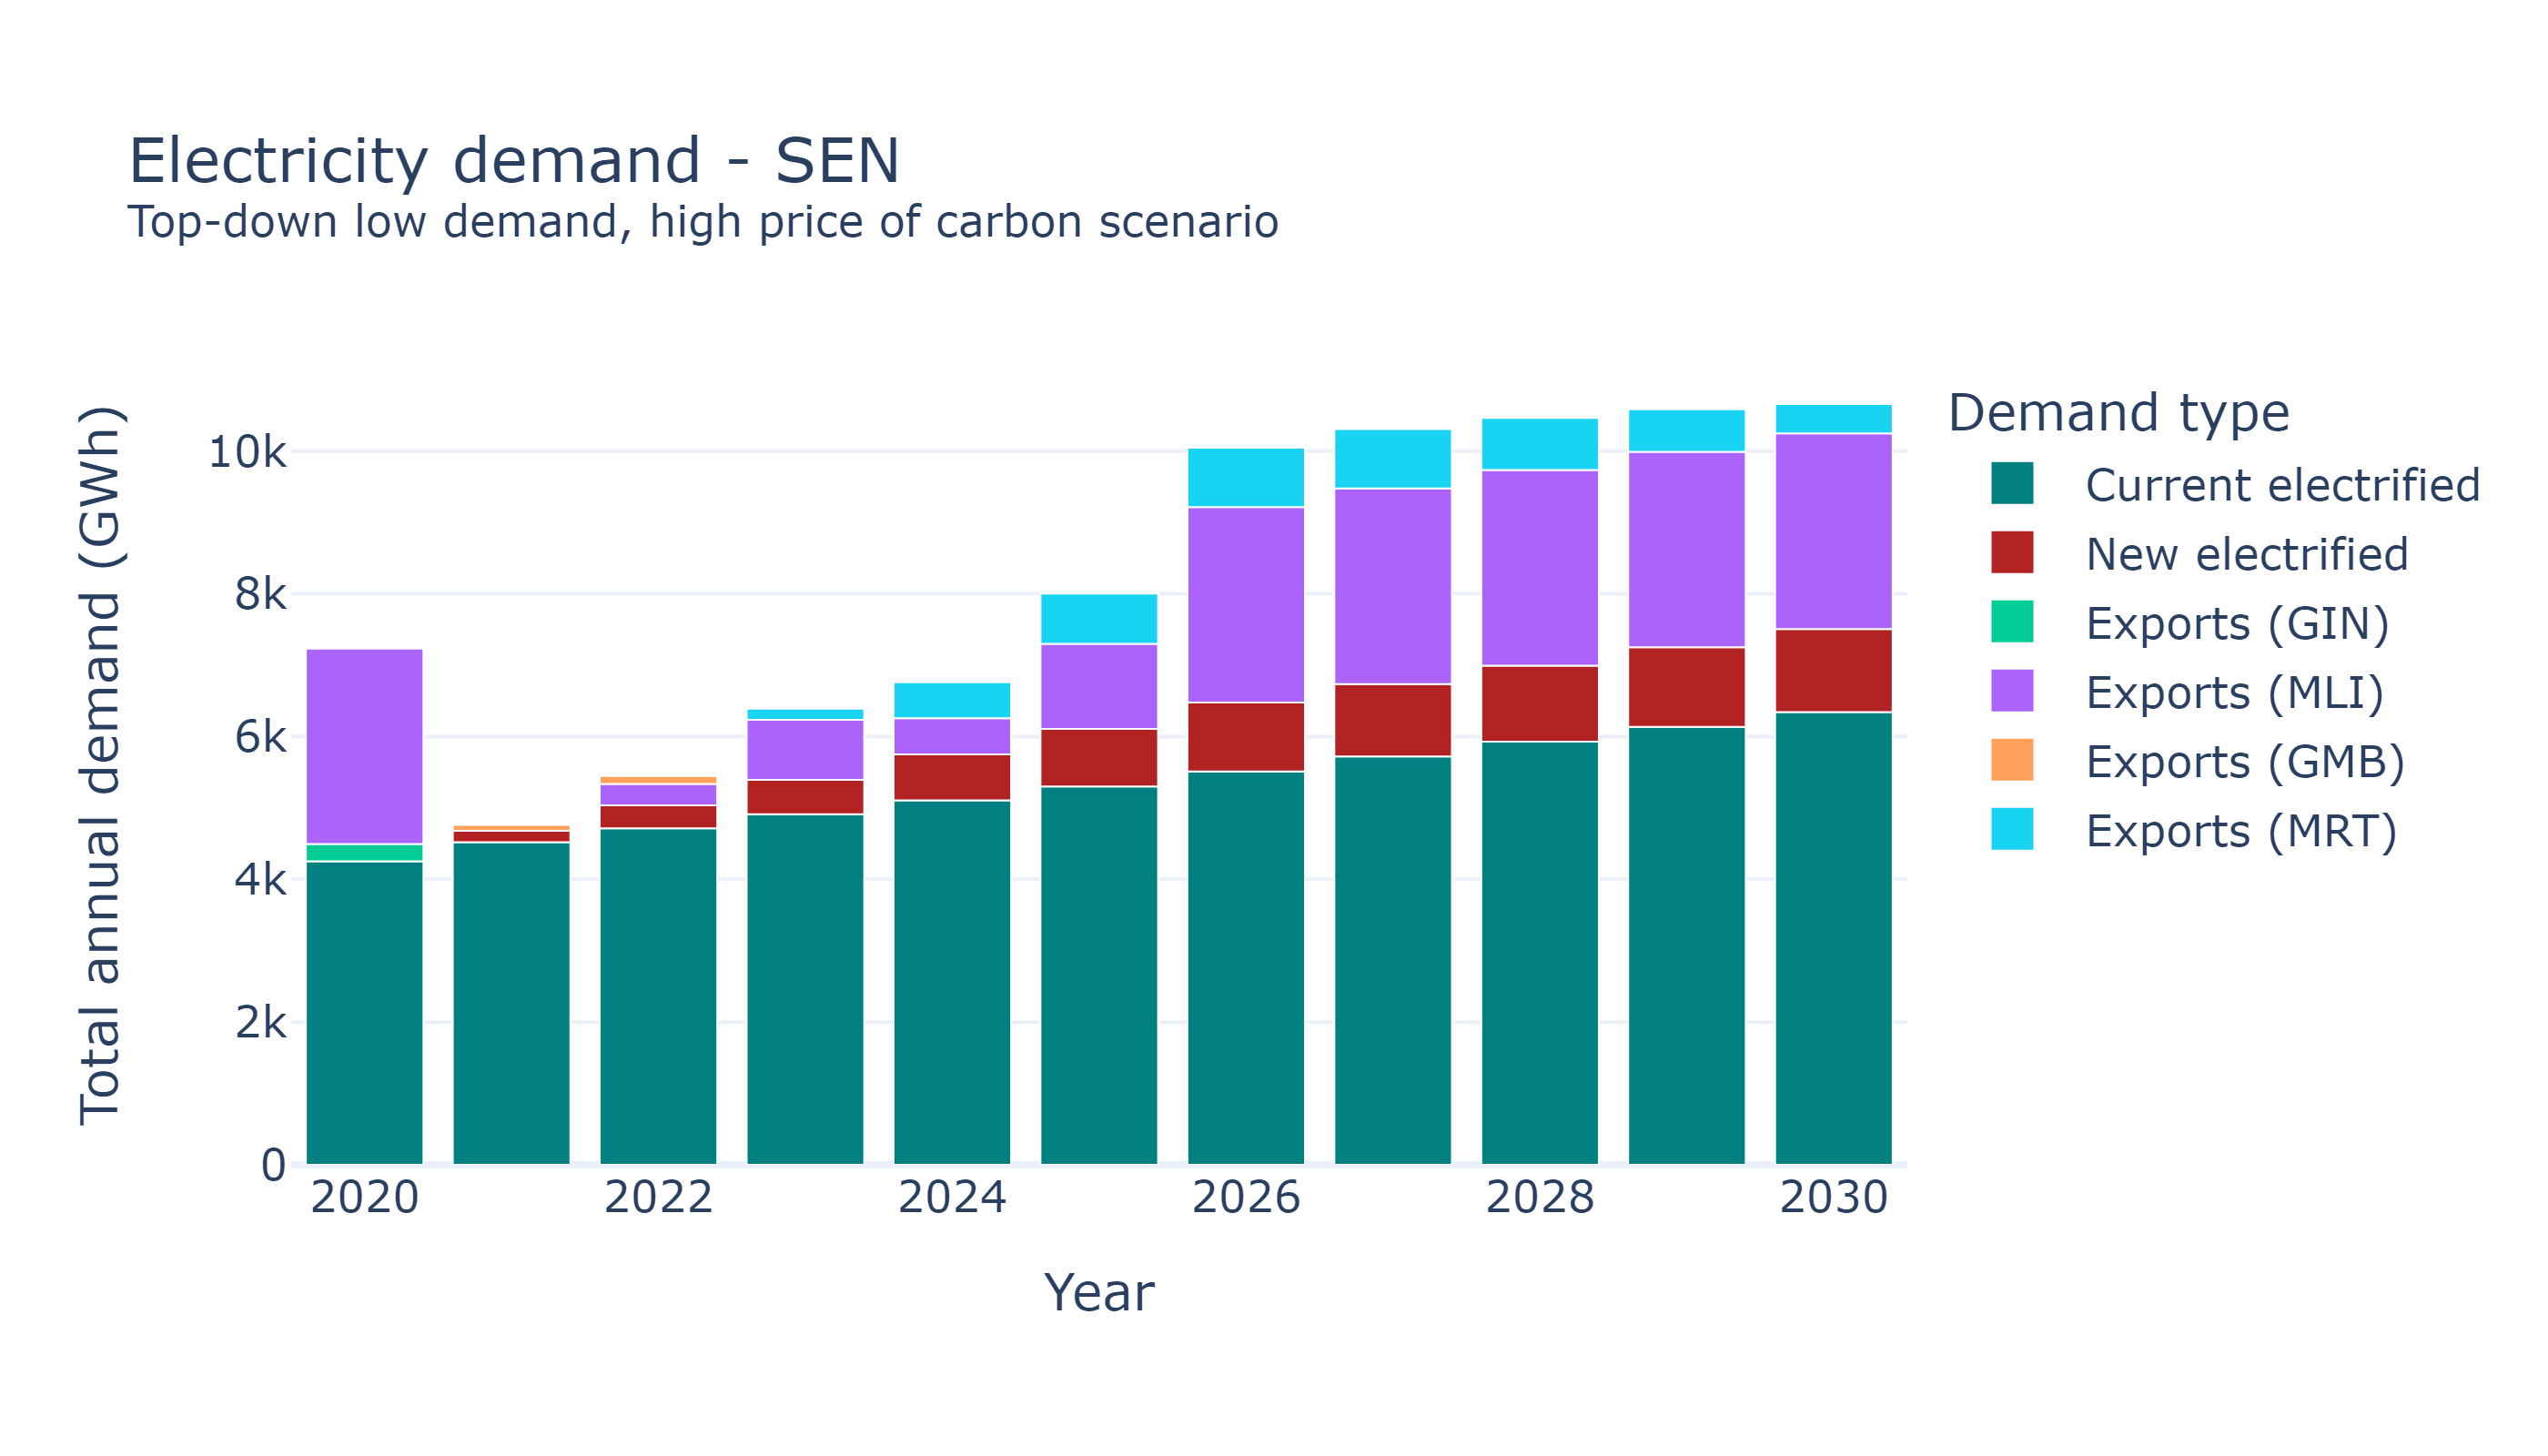 Electricity demand - SEN
Top-down low demand, high price of carbon scenario
Total annual demand (GWh)
10k
8k
6k
4k
2k
0
2020
2022
2024
2026
2028
2030
Year
Demand type
Current electrified
New electrified
Exports (GIN)
Exports (MLI)
Exports (GMB)
Exports (MRT)